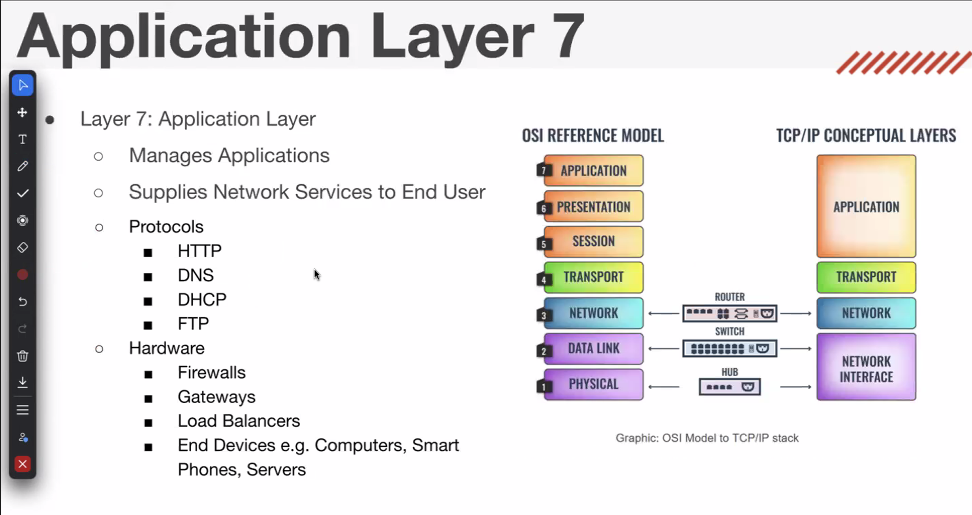 Application Layer 7
Layer 7: Application Layer
Manages Applications
Supplies Network Services to End User
Protocols
HTTP
DNS
DHCP
FTP
Hardware
Firewalls
Gateways
Load Balancers
End Devices e.g. Computers, Smart
Phones, Servers
OSI REFERENCE MODEL
7 APPLICATION
6 PRESENTATION
5 SESSION
4 TRANSPORT
3 NETWORK
2 DATA LINK
1 PHYSICAL
ROUTER
SWITCH
HUB
TCP/IP CONCEPTUAL LAYERS
APPLICATION
TRANSPORT
NETWORK
NETWORK
INTERFACE
Graphic: OSI Model to TCP/IP stack
T